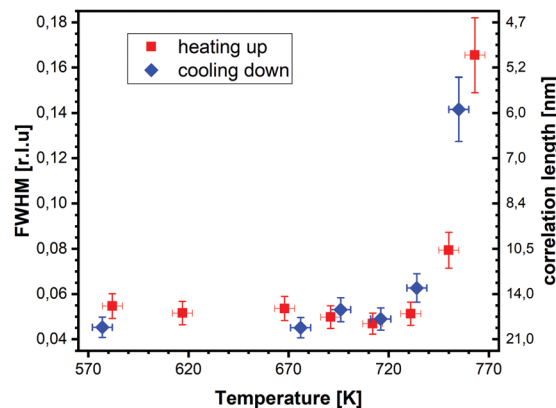 0,18
0,16
0,14
0,12
0,10
0,08
0,06
0,04
FWHM [r.l.u]
heating up
cooling down
4,7
5,2
6,0
7,0
8,4
10,5
14,0
21,0
correlation length [nm]
570 620 670 720 770
Temperature [K]